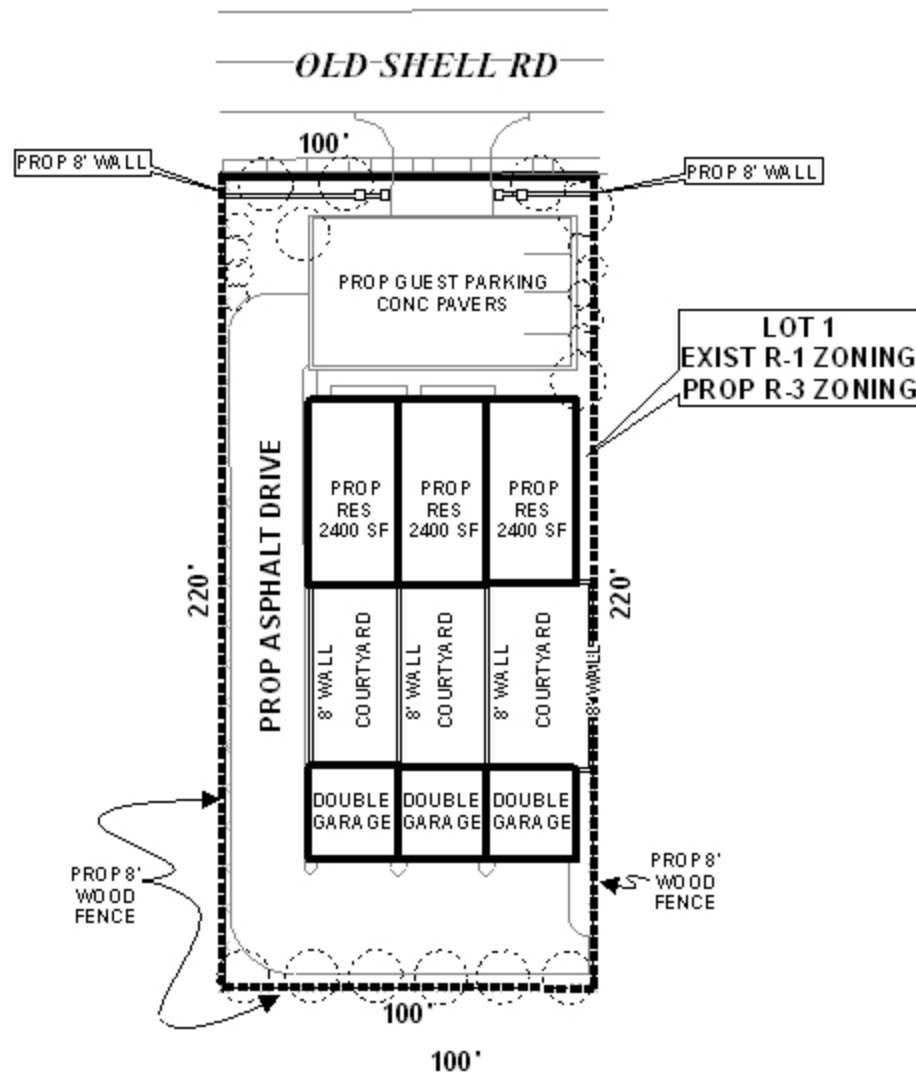 OLD SHELL RD
100'
PROP 8' WALL
PROP 8' WALL
PROP GUEST PARKING
CONC PAVERS
LOT 1
EXIST R-1 ZONING
PROP R-3 ZONING
PROP ASPHALT DRIVE
PROP
RES
2400 SF
PROP
RES
2400 SF
PROP
RES
2400 SF
220'
220'
8' WALL
COURTYARD
8' WALL
COURTYARD
8' WALL
COURTYARD
8' WALL
DOUBLE
GARAGE
DOUBLE
GARAGE
DOUBLE
GARAGE
PROP 8'
WOOD
FENCE
PROP 8'
WOOD
FENCE
100'
100'